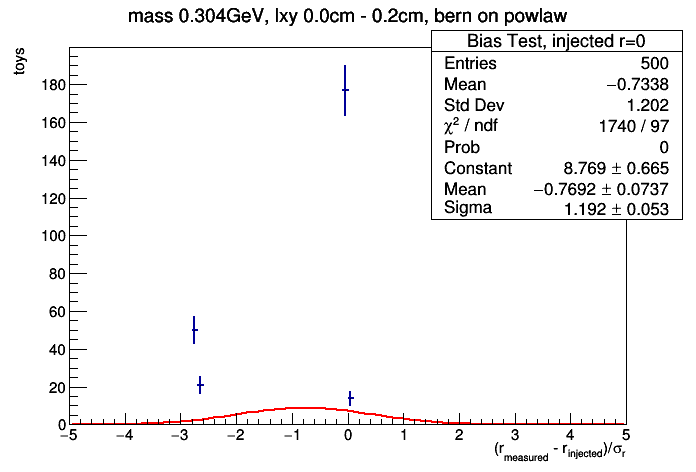 mass 0.304GeV, lxy 0.0cm - 0.2cm, bern on powlaw
Bias Test, injected r=0
Entries 500
Mean −0.7338
Std Dev 1.202
χ² / ndf 1740 / 97
Prob 0
Constant 8.769 ± 0.665
Mean −0.7692 ± 0.0737
Sigma 1.192 ± 0.053
toys
180
160
140
120
100
80
60
40
20
0
−5 −4 −3 −2 −1 0 1 2 3 4 5
(r_measured - r_injected)/σ_r